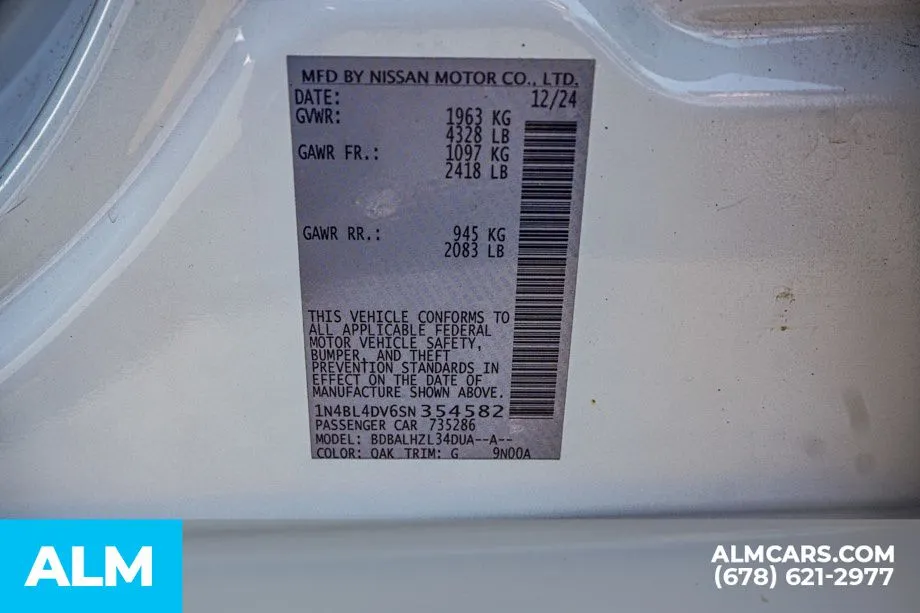 MFD BY NISSAN MOTOR CO., LTD.
DATE: 12/24
GVWR: 1963 KG
4328 LB
GAWR FR.: 1097 KG
2418 LB
GAWR RR.: 945 KG
2083 LB
THIS VEHICLE CONFORMS TO
ALL APPLICABLE FEDERAL
MOTOR VEHICLE SAFETY,
BUMPER, AND THEFT
PREVENTION STANDARDS IN
EFFECT ON THE DATE OF
MANUFACTURE SHOWN ABOVE.
1N4BL4DV6SN354582
PASSENGER CAR 735286
MODEL: BDBALHZL34DUA--A--
COLOR: QAK TRIM: G 9N00A
ALM
ALMCARS.COM
(678) 621-2977